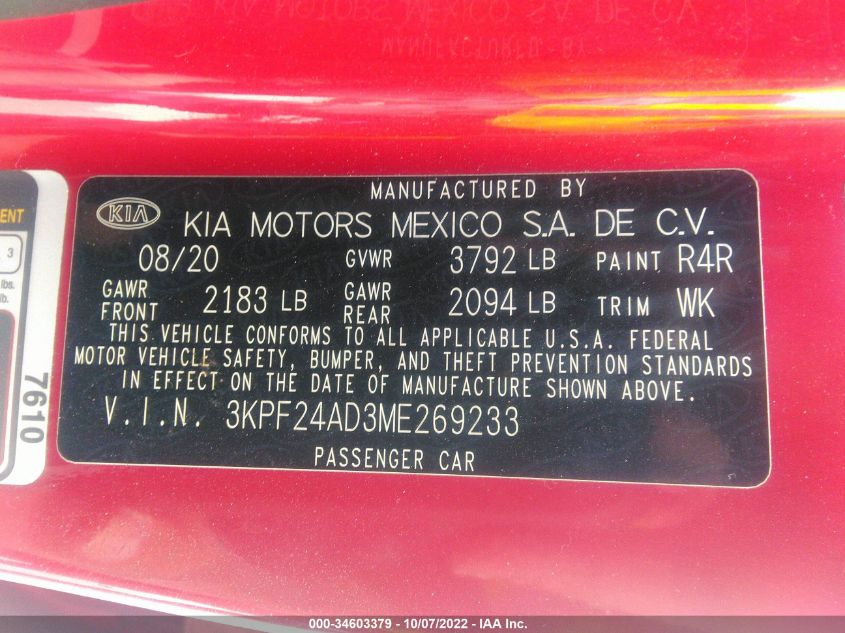 MANUFACTURED BY
KIA
KIA MOTORS MEXICO S.A. DE C.V.
08/20 GVWR 3792 LB PAINT R4R
GAWR FRONT 2183 LB GAWR REAR 2094 LB TRIM WK
THIS VEHICLE CONFORMS TO ALL APPLICABLE U.S.A. FEDERAL
MOTOR VEHICLE SAFETY, BUMPER, AND THEFT PREVENTION STANDARDS
IN EFFECT ON THE DATE OF MANUFACTURE SHOWN ABOVE.
V.I.N. 3KPF24AD3ME269233
PASSENGER CAR
3
lbs.
lb.
7610
000-34603379 - 10/07/2022 - IAA Inc.